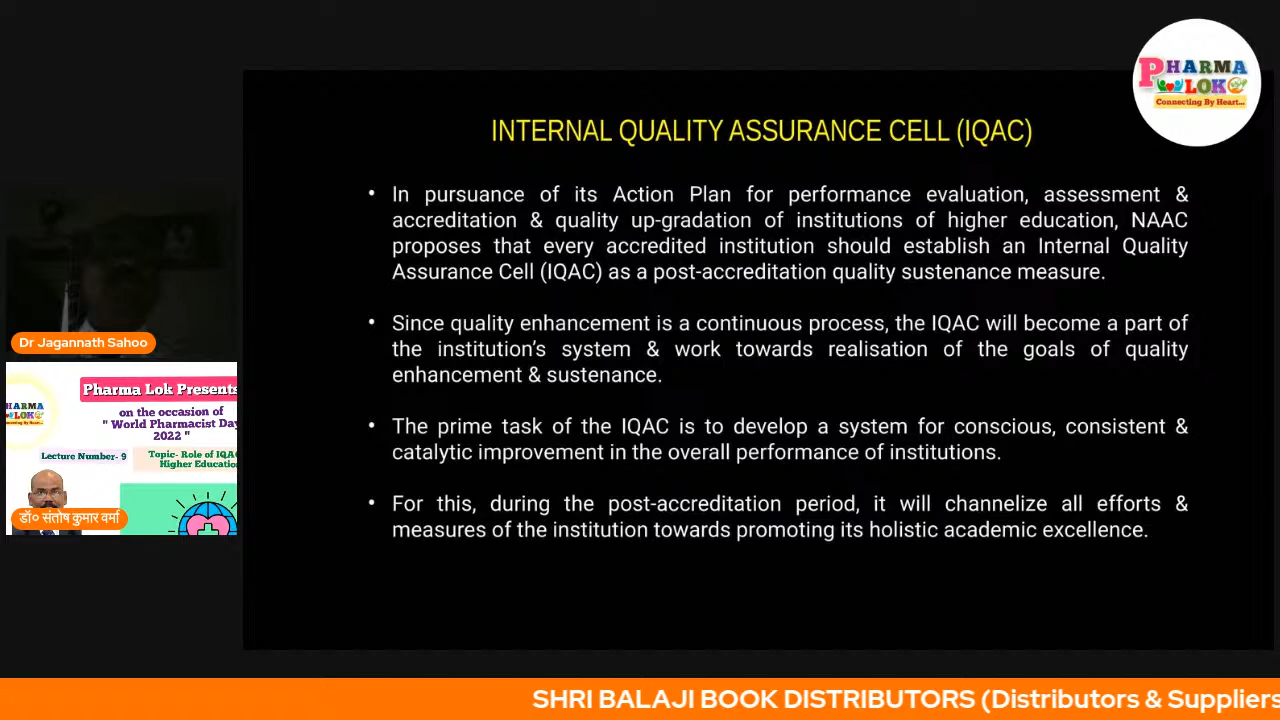 PHARMA
LOK
Connecting By Heart...
INTERNAL QUALITY ASSURANCE CELL (IQAC)
• In pursuance of its Action Plan for performance evaluation, assessment &
accreditation & quality up-gradation of institutions of higher education, NAAC
proposes that every accredited institution should establish an Internal Quality
Assurance Cell (IQAC) as a post-accreditation quality sustenance measure.
• Since quality enhancement is a continuous process, the IQAC will become a part of
the institution's system & work towards realisation of the goals of quality
enhancement & sustenance.
• The prime task of the IQAC is to develop a system for conscious, consistent &
catalytic improvement in the overall performance of institutions.
• For this, during the post-accreditation period, it will channelize all efforts &
measures of the institution towards promoting its holistic academic excellence.
Dr Jagannath Sahoo
Pharma Lok Presents
on the occasion of
" World Pharmacist Day
2022 "
HARMA
LOK
Lecture Number- 9
Topic- Role of IQAC
Higher Education
डॉ० संतोष कुमार वर्मा
SHRI BALAJI BOOK DISTRIBUTORS (Distributors & Suppliers